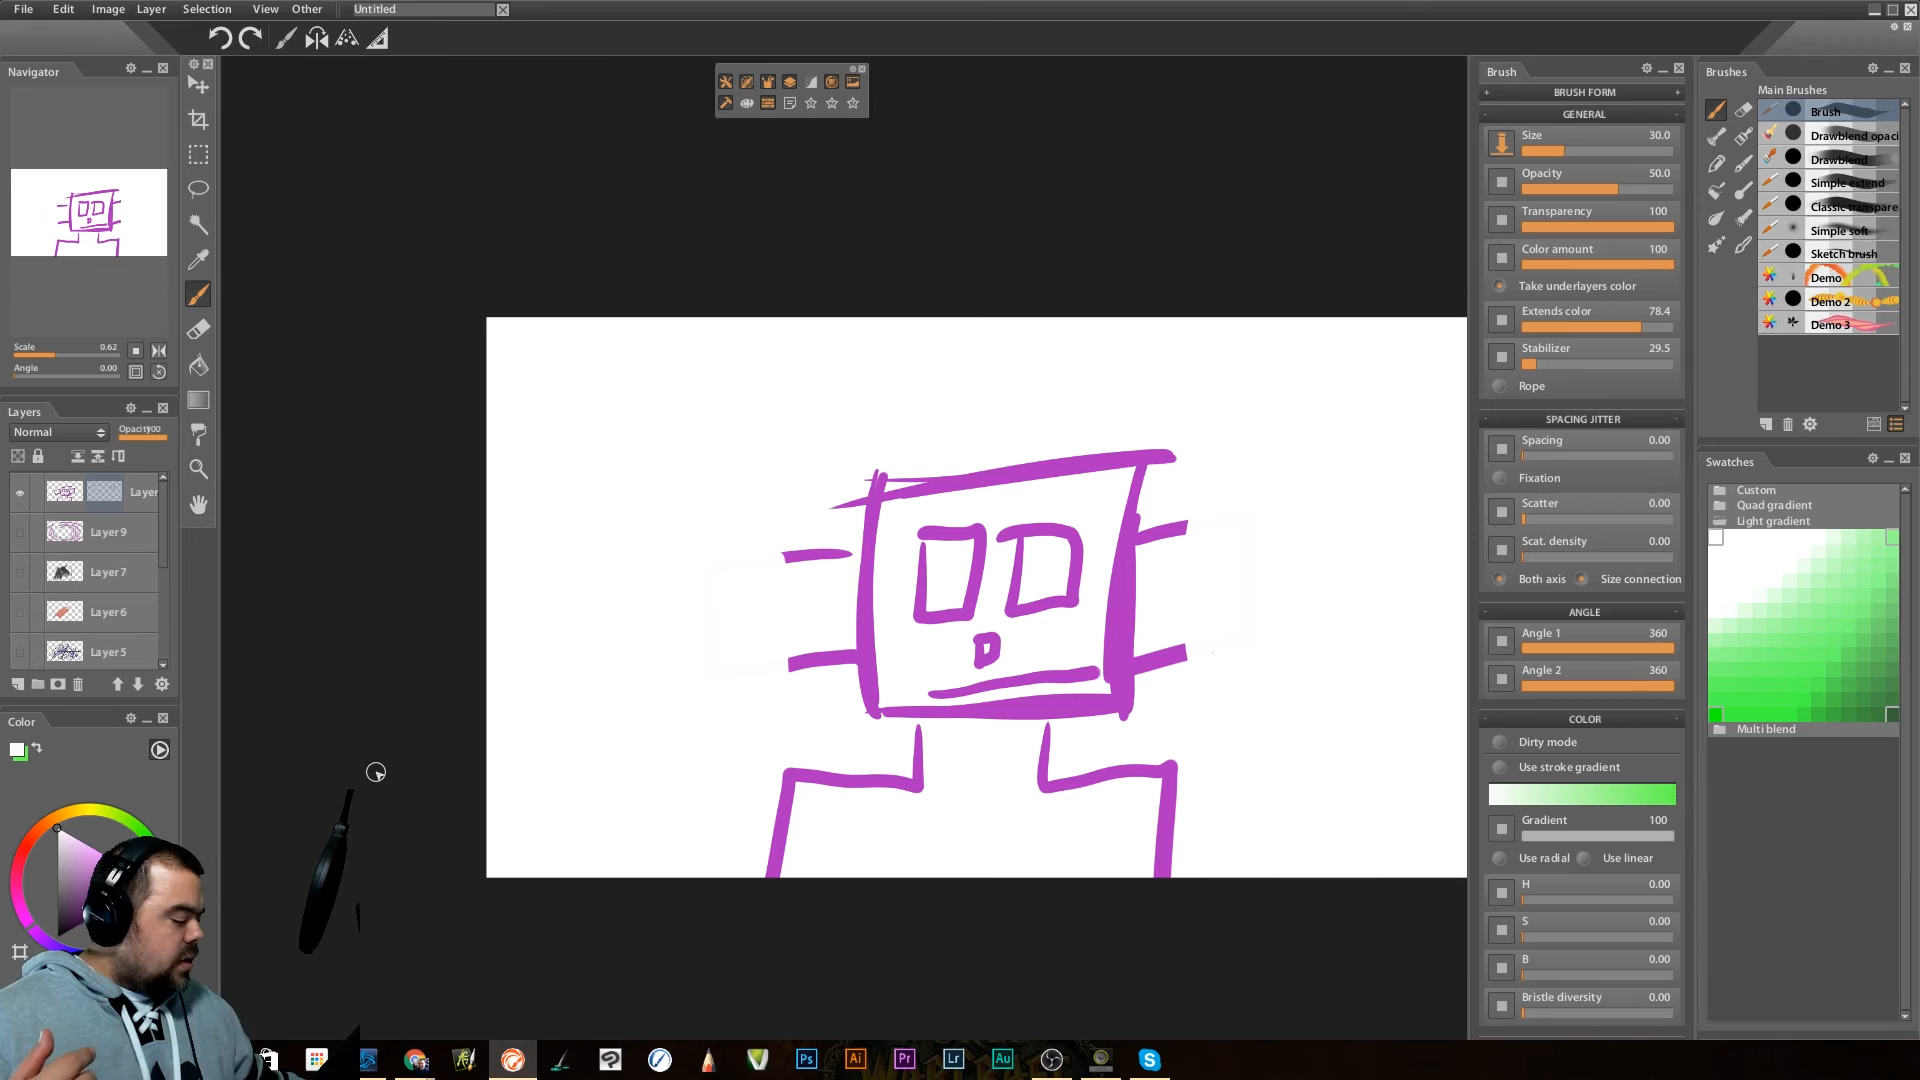 File Edit Image Layer Selection View Other Untitled
Navigator
Scale 0.62
Angle 0.00
Layers
Normal Opacity 100
Layer
Layer 9
Layer 7
Layer 6
Layer 5
Color
Brush
BRUSH FORM
GENERAL
Size 30.0
Opacity 50.0
Transparency 100
Color amount 100
Take underlayers color
Extends color 78.4
Stabilizer 29.5
Rope
SPACING JITTER
Spacing 0.00
Fixation
Scatter 0.00
Scat. density 0.00
Both axis Size connection
ANGLE
Angle 1 360
Angle 2 360
COLOR
Dirty mode
Use stroke gradient
Gradient 100
Use radial Use linear
H 0.00
S 0.00
B 0.00
Bristle diversity 0.00
Brushes
Main Brushes
Brush
Drawblend opaci
Drawblend
Simple extend
Classic transpare
Simple soft
Sketch brush
Demo
Demo 2
Demo 3
Swatches
Custom
Quad gradient
Light gradient
Multi blend
Ps Ai Pr Lr Au